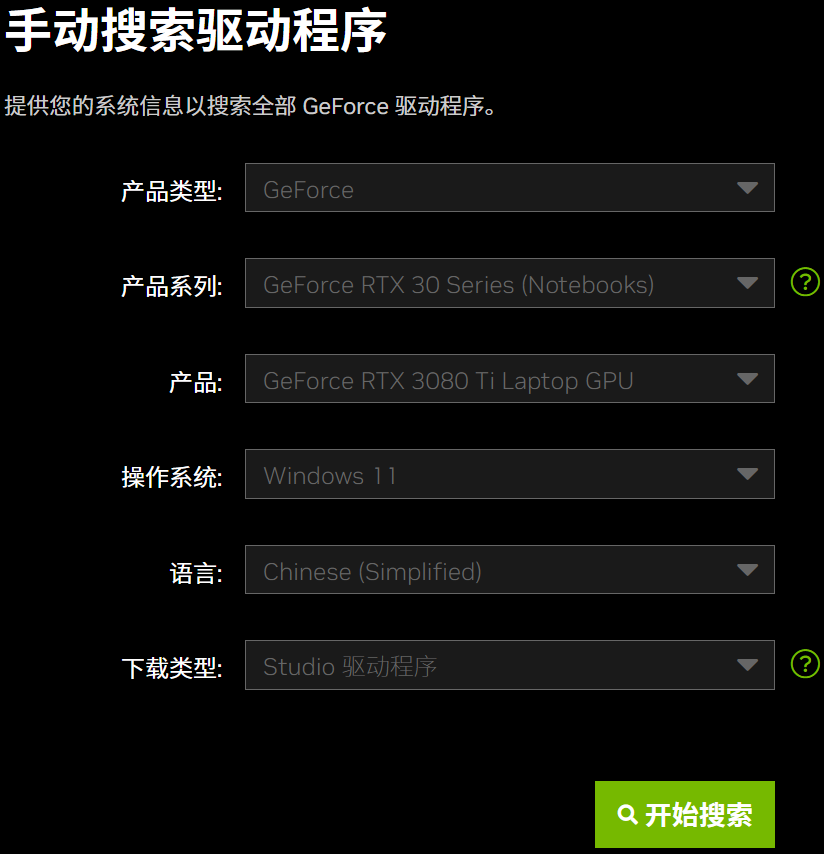 手动搜索驱动程序
提供您的系统信息以搜索全部 GeForce 驱动程序。
产品类型: GeForce
产品系列: GeForce RTX 30 Series (Notebooks) ?
产品: GeForce RTX 3080 Ti Laptop GPU
操作系统: Windows 11
语言: Chinese (Simplified)
下载类型: Studio 驱动程序 ?
开始搜索